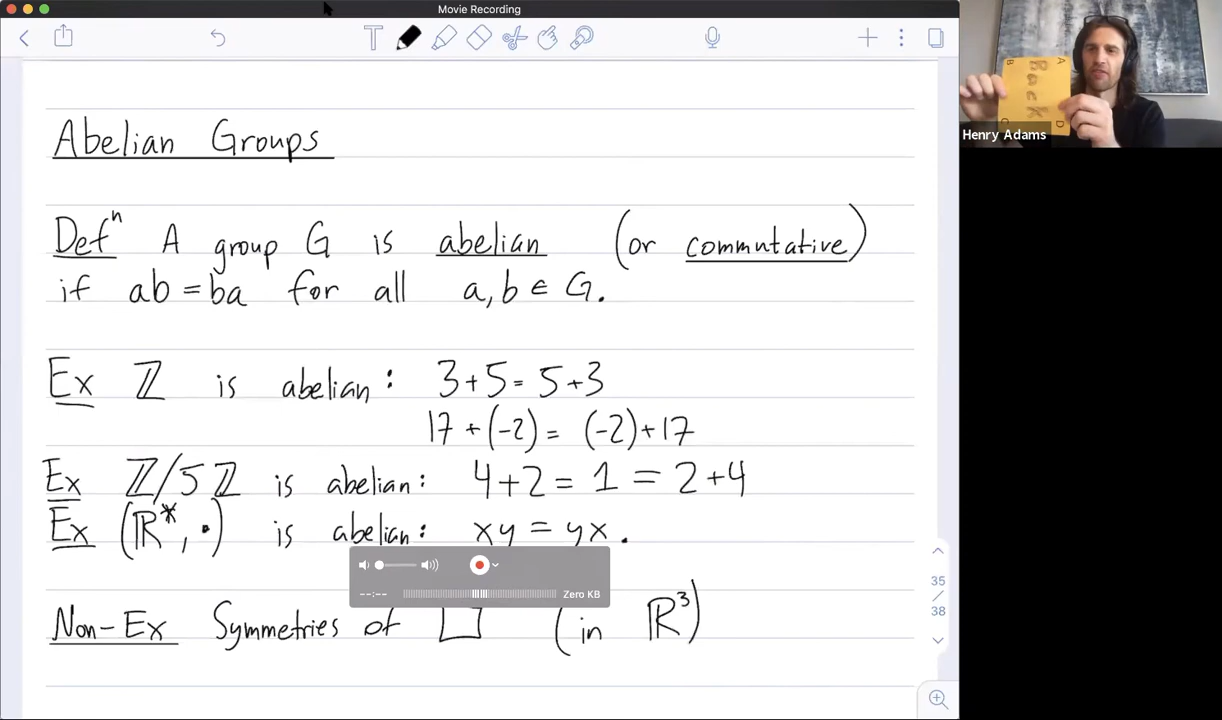 Movie Recording
Abelian Groups
Defⁿ A group G is abelian (or commutative)
if ab = ba for all a, b ∈ G.
Ex ℤ is abelian: 3+5 = 5+3
17 + (-2) = (-2)+17
Ex ℤ/5ℤ is abelian: 4+2 = 1 = 2+4
Ex (ℝ*, ·) is abelian: xy = yx.
--:-- Zero KB
Non-Ex Symmetries of □ (in ℝ³)
35
/
38
A
B
Back
D
C
Henry Adams